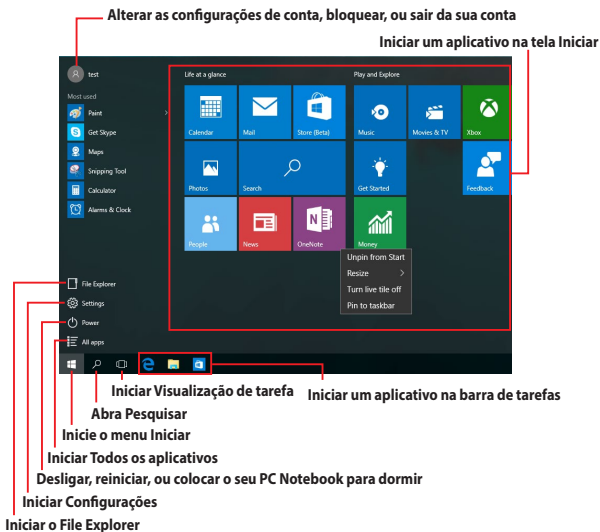 Alterar as configurações de conta, bloquear, ou sair da sua conta
Iniciar um aplicativo na tela Iniciar
test
Most used
Paint
Get Skype
Maps
Snipping Tool
Calculator
Alarms & Clock
File Explorer
Settings
Power
All apps
Life at a glance
Play and Explore
Calendar
Mail
Store (Beta)
Music
Movies & TV
Xbox
Photos
Search
Get Started
Feedback
People
News
OneNote
Money
Unpin from Start
Resize
Turn live tile off
Pin to taskbar
Iniciar Visualização de tarefa
Iniciar um aplicativo na barra de tarefas
Abra Pesquisar
Inicie o menu Iniciar
Iniciar Todos os aplicativos
Desligar, reiniciar, ou colocar o seu PC Notebook para dormir
Iniciar Configurações
Iniciar o File Explorer